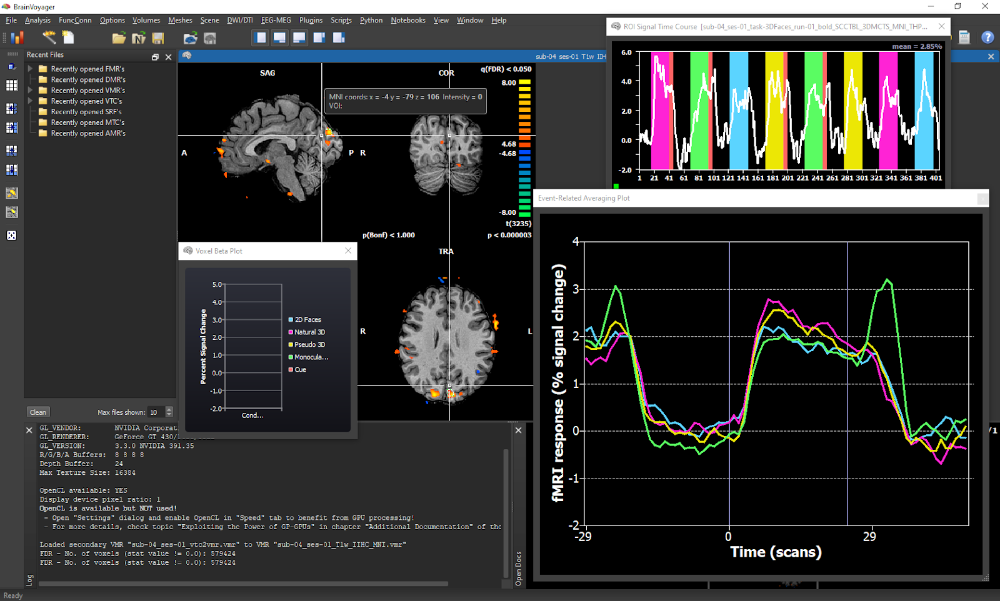 BrainVoyager
File Analysis FuncConn Options Volumes Meshes Scene DWI/DTI EEG-MEG Plugins Scripts Python Notebooks View Window Help
Recent Files
Recently opened FMR's
Recently opened DMR's
Recently opened VMR's
Recently opened VTC's
Recently opened SRF's
Recently opened MTC's
Recently opened AMR's
Clean
Max files shown: 10
sub-04 ses-01 T1w IIH
SAG
COR
q(FDR) < 0.050
8.00
MNI coords: x = -4 y = -79 z = 106 Intensity = 0
VOI:
4.68
-4.68
A
P
R
-8.00
t(3235)
p(Bonf) < 1.000
p < 0.000003
TRA
R
L
Voxel Beta Plot
Percent Signal Change
5.0
4.0
3.0
2.0
1.0
0.0
-1.0
-2.0
Cond...
2D Faces
Natural 3D
Pseudo 3D
Monocula...
Cue
ROI Signal Time Course [sub-04_ses-01_task-3DFaces_run-01_bold_SCCTBL_3DMCTS_MNI_THP...
mean = 2.85%
6.0
4.0
2.0
0.0
-2.0
1 21 41 61 81 101 121 141 161 181 201 221 241 261 281 301 321 341 361 381 401
Event-Related Averaging Plot
fMRI response (% signal change)
4
3
2
1
0
-1
-2
-29 0 29
Time (scans)
/1
GL_VENDOR: NVIDIA Corporati
GL_RENDERER: GeForce GT 430/
GL_VERSION: 3.3.0 NVIDIA 391.35
R/G/B/A Buffers: 8 8 8 8
Depth Buffer: 24
Max Texture Size: 16384
OpenCL available: YES
Display device pixel ratio: 1
OpenCL is available but NOT used!
- Open "Settings" dialog and enable OpenCL in "Speed" tab to benefit from GPU processing!
- For more details, check topic "Exploiting the Power of GP-GPUs" in chapter "Additional Documentation" of the
Loaded secondary VMR "sub-04_ses-01_vtc2vmr.vmr" to VMR "sub-04_ses-01_T1w_IIHC_MNI.vmr"
FDR - No. of voxels (stat value != 0.0): 579424
FDR - No. of voxels (stat value != 0.0): 579424
Log
Open Docs
Ready